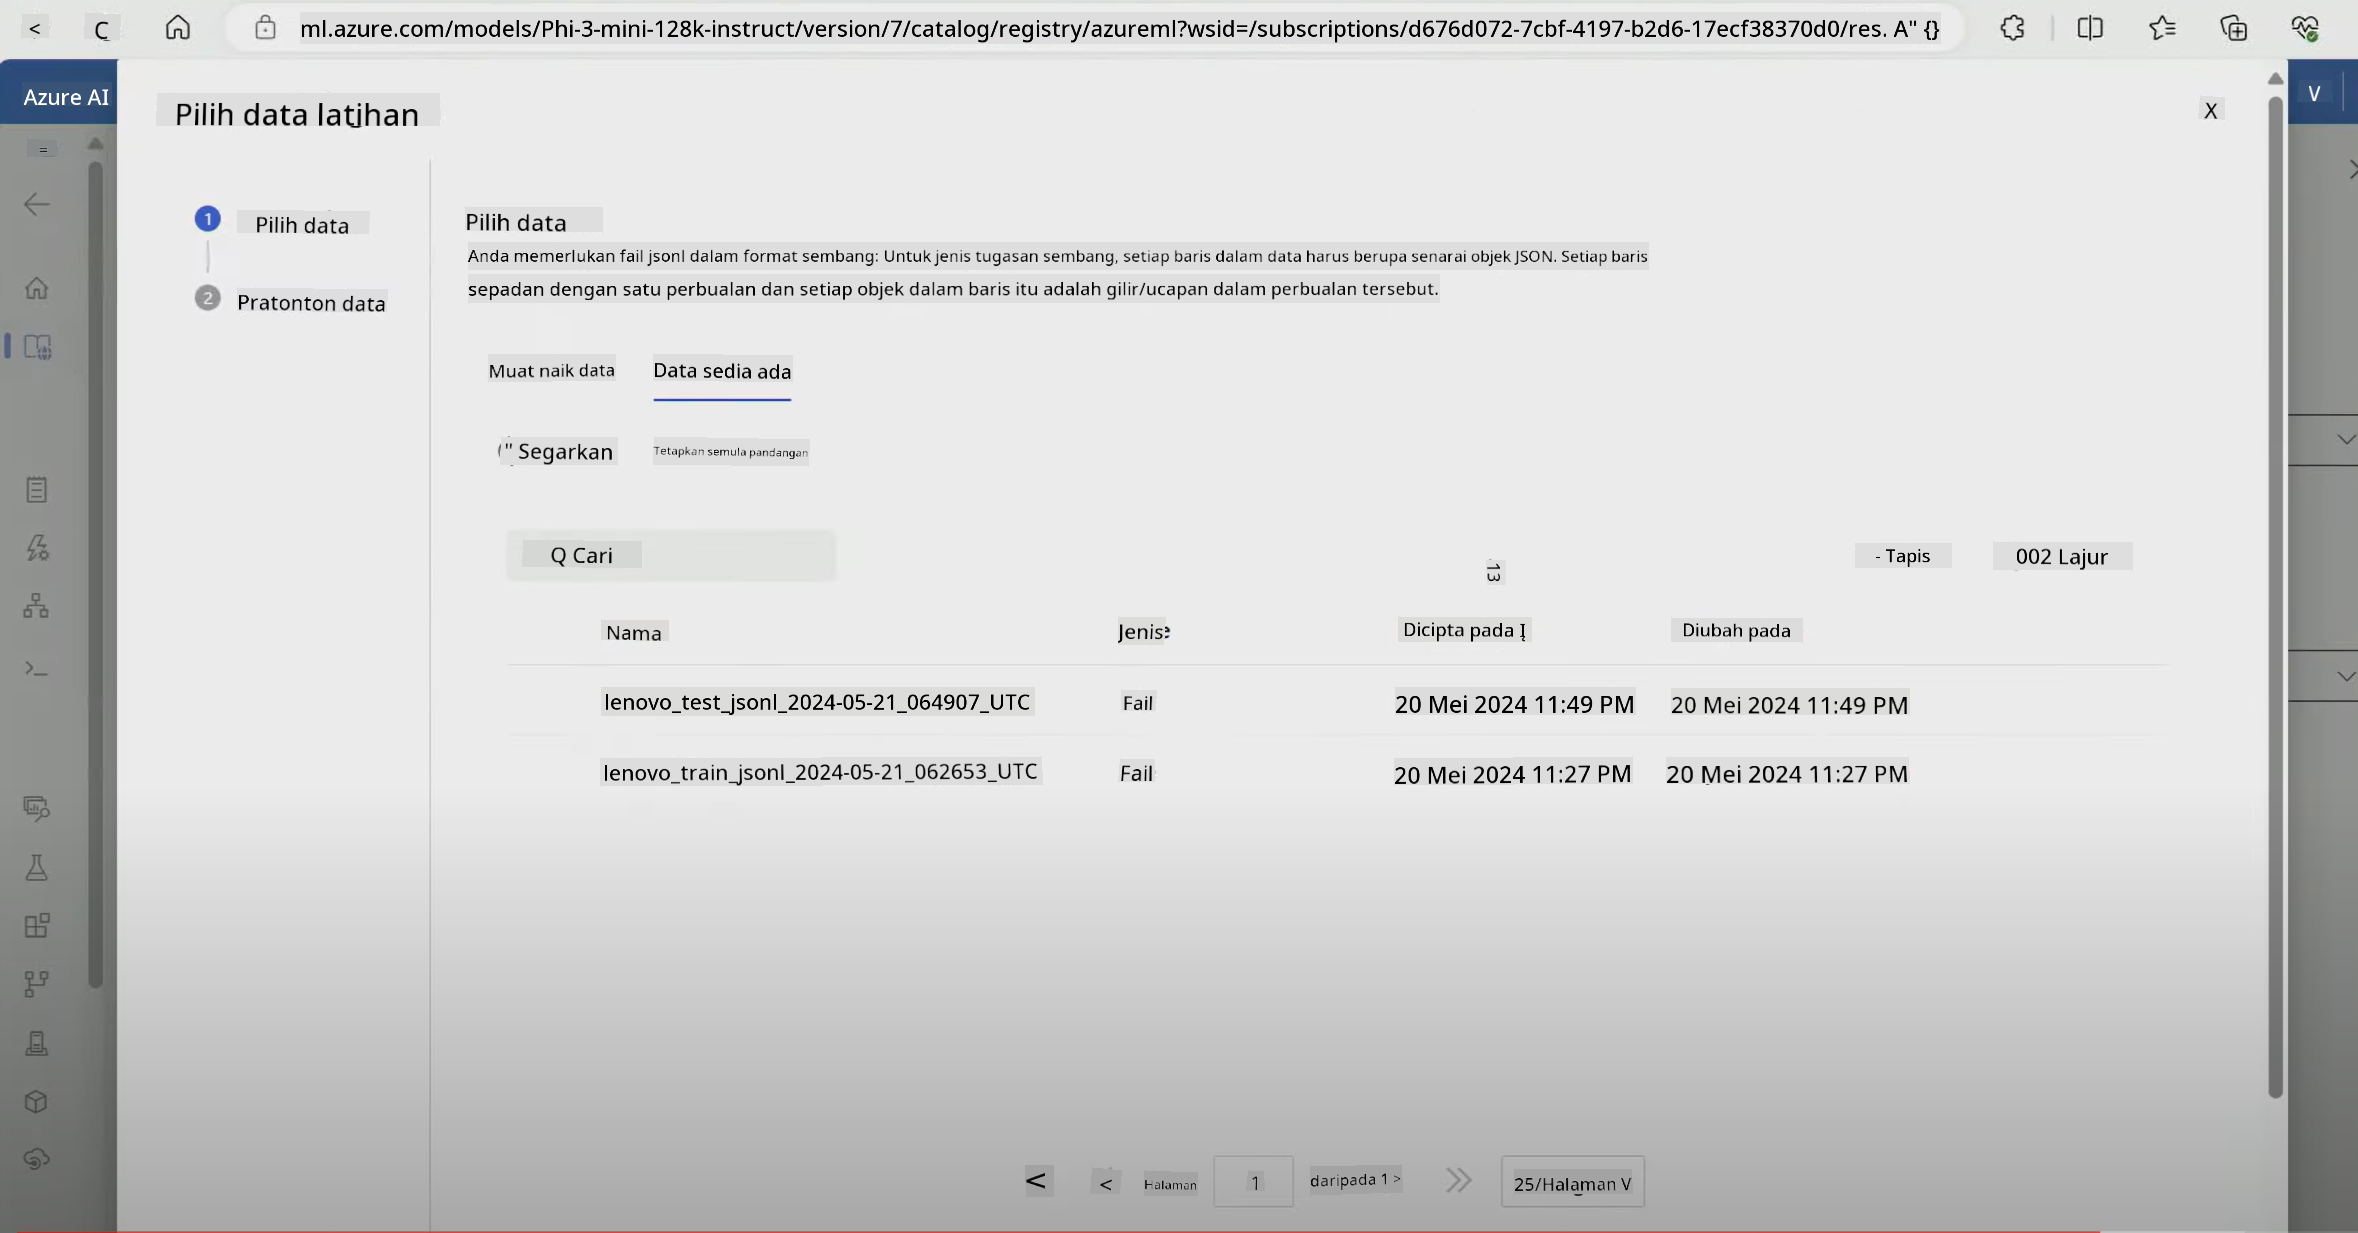 ml.azure.com/models/Phi-3-mini-128k-instruct/version/7/catalog/registry/azureml?wsid=/subscriptions/d676d072-7cbf-4197-b2d6-17ecf38370d0/res. A" {}
Azure AI
Pilih data latihan
X
V
1 Pilih data
2 Pratonton data
Pilih data
Anda memerlukan fail jsonl dalam format sembang: Untuk jenis tugasan sembang, setiap baris dalam data harus berupa senarai objek JSON. Setiap baris
sepadan dengan satu perbualan dan setiap objek dalam baris itu adalah gilir/ucapan dalam perbualan tersebut.
Muat naik data Data sedia ada
(" Segarkan Tetapkan semula pandangan
Q Cari
13
- Tapis 002 Lajur
Nama Jenis Dicipta pada Diubah pada
lenovo_test_jsonl_2024-05-21_064907_UTC Fail 20 Mei 2024 11:49 PM 20 Mei 2024 11:49 PM
lenovo_train_jsonl_2024-05-21_062653_UTC Fail 20 Mei 2024 11:27 PM 20 Mei 2024 11:27 PM
< < Halaman 1 daripada 1 > 25/Halaman V